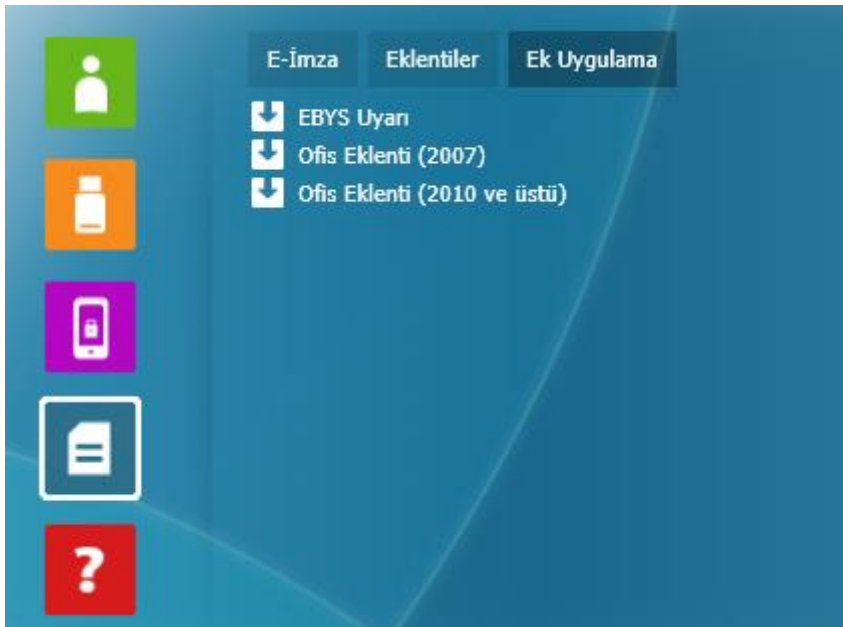 E-İmza Eklentiler Ek Uygulama
EBYS Uyarı
Ofis Eklenti (2007)
Ofis Eklenti (2010 ve üstü)
?